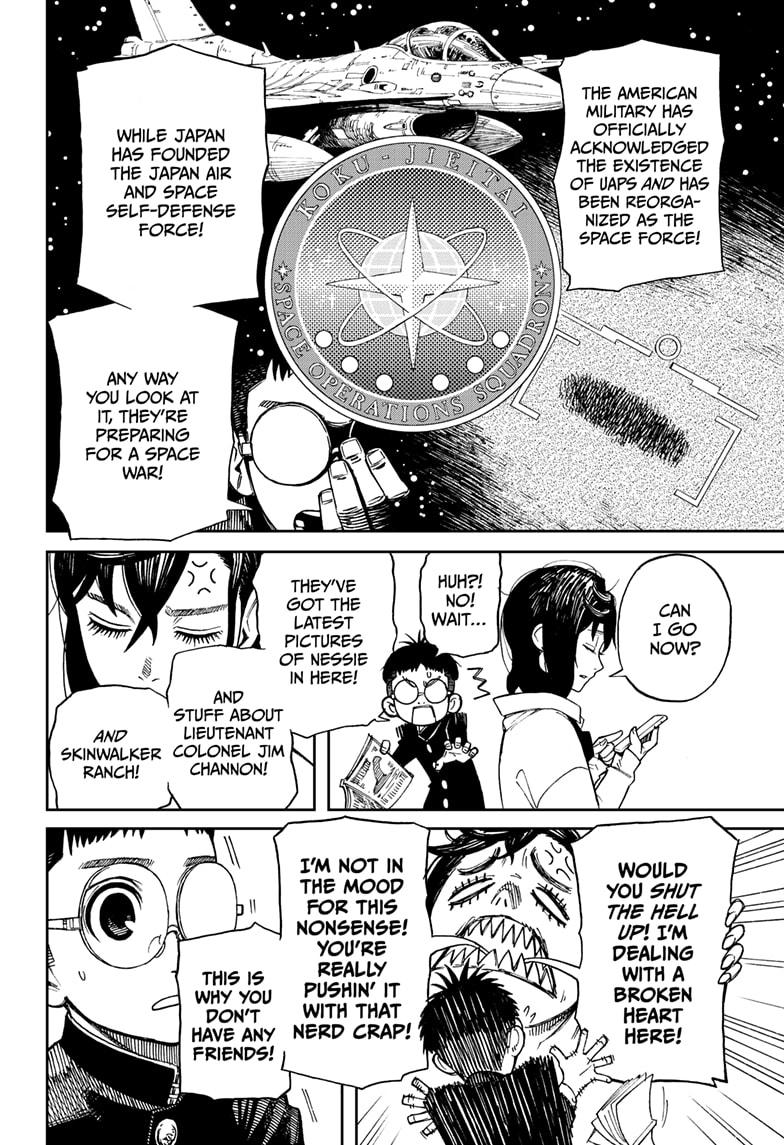 THE AMERICAN
MILITARY HAS
OFFICIALLY
ACKNOWLEDGED
THE EXISTENCE
OF UAPS AND HAS
BEEN REORGA-
NIZED AS THE
SPACE FORCE!
WHILE JAPAN
HAS FOUNDED
THE JAPAN AIR
AND SPACE
SELF-DEFENSE
FORCE!
KOKU - JIEITAI
SPACE OPERATIONS SQUADRON
ANY WAY
YOU LOOK AT
IT, THEY'RE
PREPARING
FOR A SPACE
WAR!
CAN
I GO
NOW?
HUH?!
NO!
WAIT...
THEY'VE
GOT THE
LATEST
PICTURES
OF NESSIE
IN HERE!
AND
STUFF ABOUT
LIEUTENANT
COLONEL JIM
CHANNON!
AND
SKINWALKER
RANCH!
WOULD
YOU SHUT
THE HELL
UP! I'M
DEALING
WITH A
BROKEN
HEART
HERE!
I'M NOT IN
THE MOOD
FOR THIS
NONSENSE!
YOU'RE
REALLY
PUSHIN' IT
WITH THAT
NERD CRAP!
THIS IS
WHY YOU
DON'T
HAVE ANY
FRIENDS!